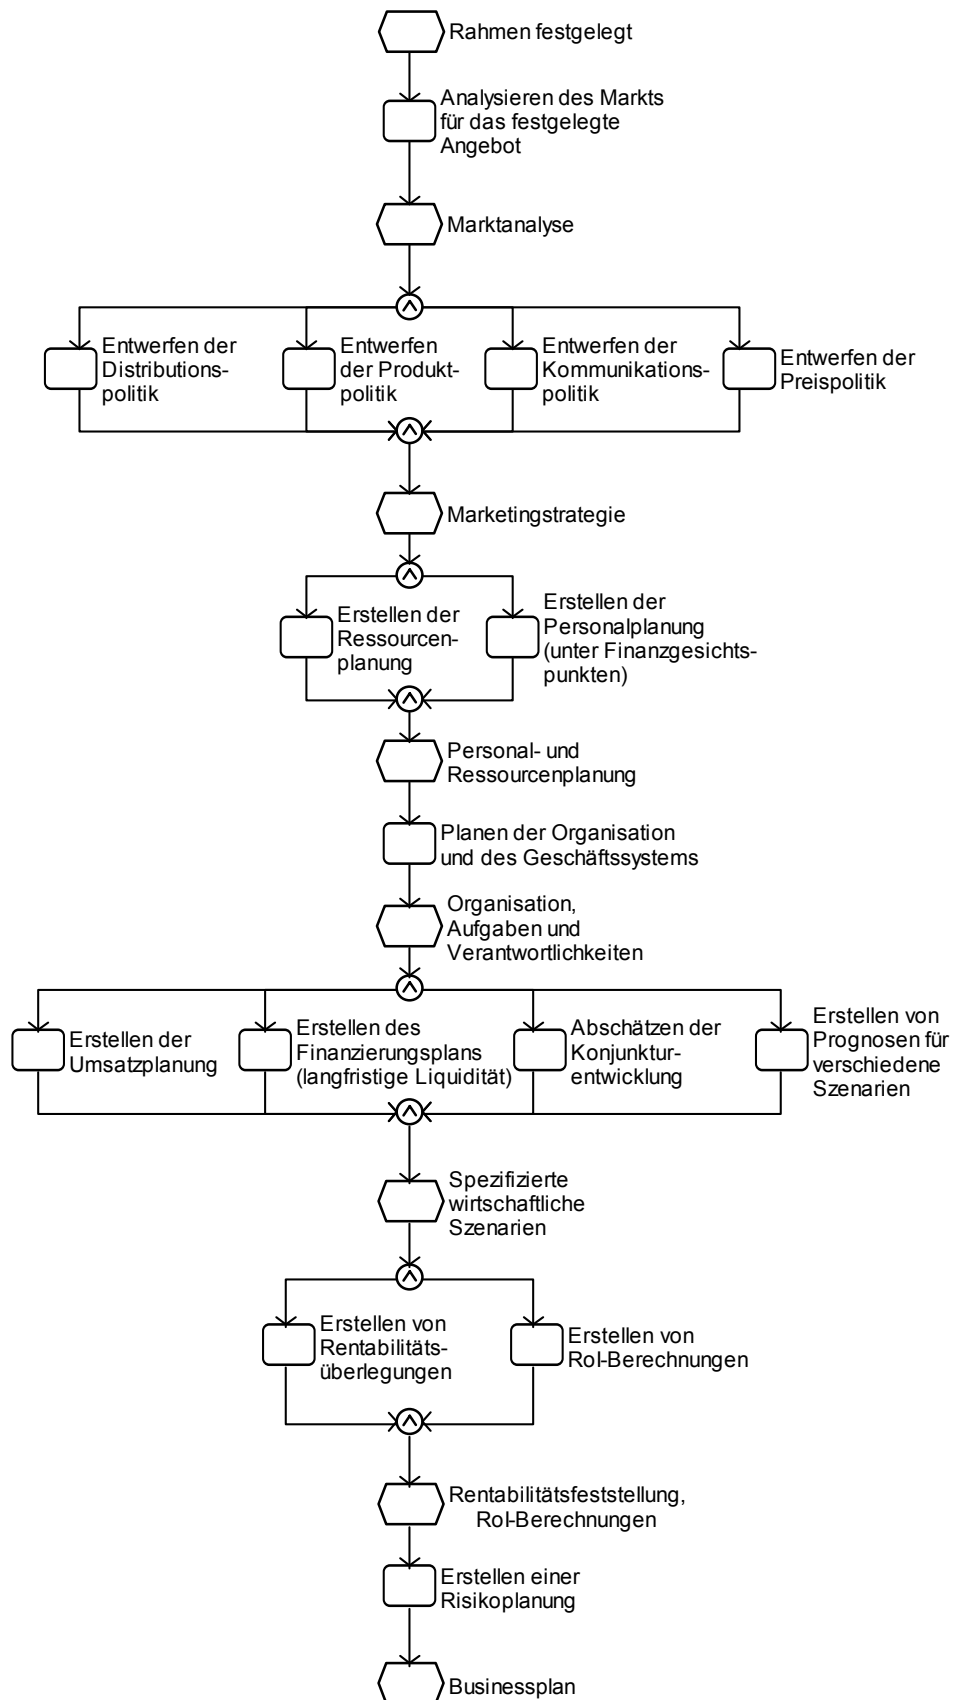 Rahmen festgelegt
Analysieren des Markts
für das festgelegte
Angebot
Marktanalyse
Entwerfen der
Distributions-
politik
Entwerfen
der Produkt-
politik
Entwerfen der
Kommunikations-
politik
Entwerfen der
Preispolitik
Marketingstrategie
Erstellen der
Ressourcen-
planung
Erstellen der
Personalplanung
(unter Finanzgesichts-
punkten)
Personal- und
Ressourcenplanung
Planen der Organisation
und des Geschäftssystems
Organisation,
Aufgaben und
Verantwortlichkeiten
Erstellen der
Umsatzplanung
Erstellen des
Finanzierungsplans
(langfristige Liquidität)
Abschätzen der
Konjunktur-
entwicklung
Erstellen von
Prognosen für
verschiedene
Szenarien
Spezifizierte
wirtschaftliche
Szenarien
Erstellen von
Rentabilitäts-
überlegungen
Erstellen von
RoI-Berechnungen
Rentabilitätsfeststellung,
RoI-Berechnungen
Erstellen einer
Risikoplanung
Businessplan